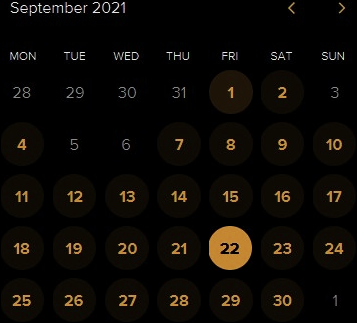 September 2021
MON TUE WED THU FRI SAT SUN
28 29 30 31 1 2 3
4 5 6 7 8 9 10
11 12 13 14 15 16 17
18 19 20 21 22 23 24
25 26 27 28 29 30 1